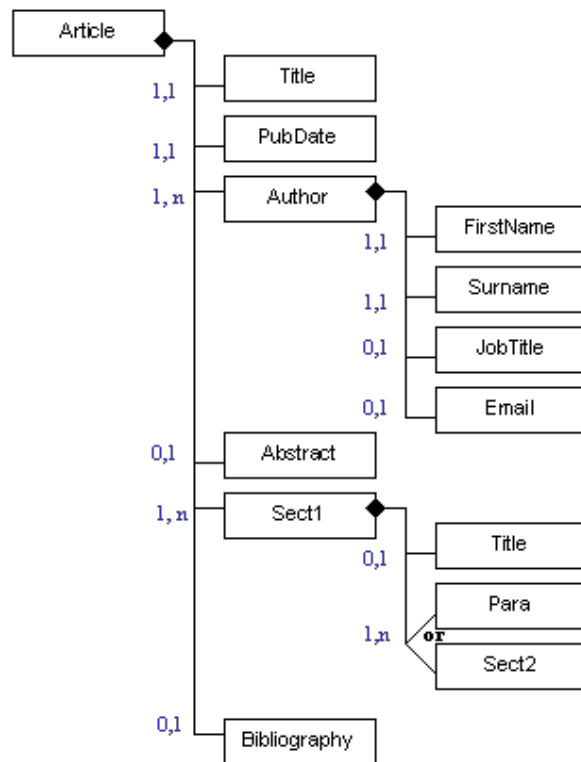 Article
1,1
Title
1,1
PubDate
1, n
Author
1,1
FirstName
1,1
Surname
0,1
JobTitle
0,1
Email
0,1
Abstract
1, n
Sect1
0,1
Title
1,n
Para
or
Sect2
0,1
Bibliography